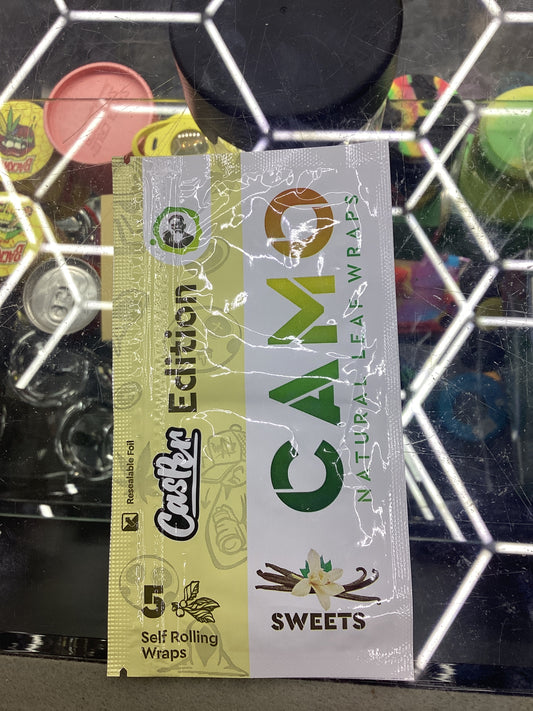 CAMO
NATURAL LEAF WRAPS
Casper
Edition
Resealable Foil
5
Self Rolling
Wraps
SWEETS